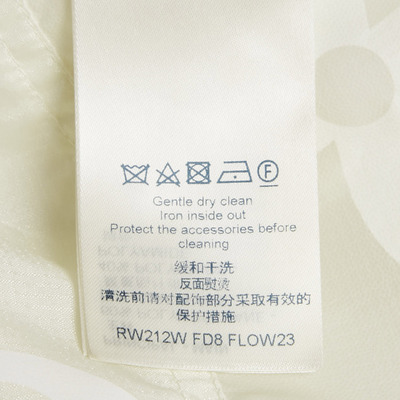 Gentle dry clean
Iron inside out
Protect the accessories before
cleaning
缓和干洗
反面熨烫
清洗前请对配饰部分采取有效的
保护措施
RW212W FD8 FLOW23